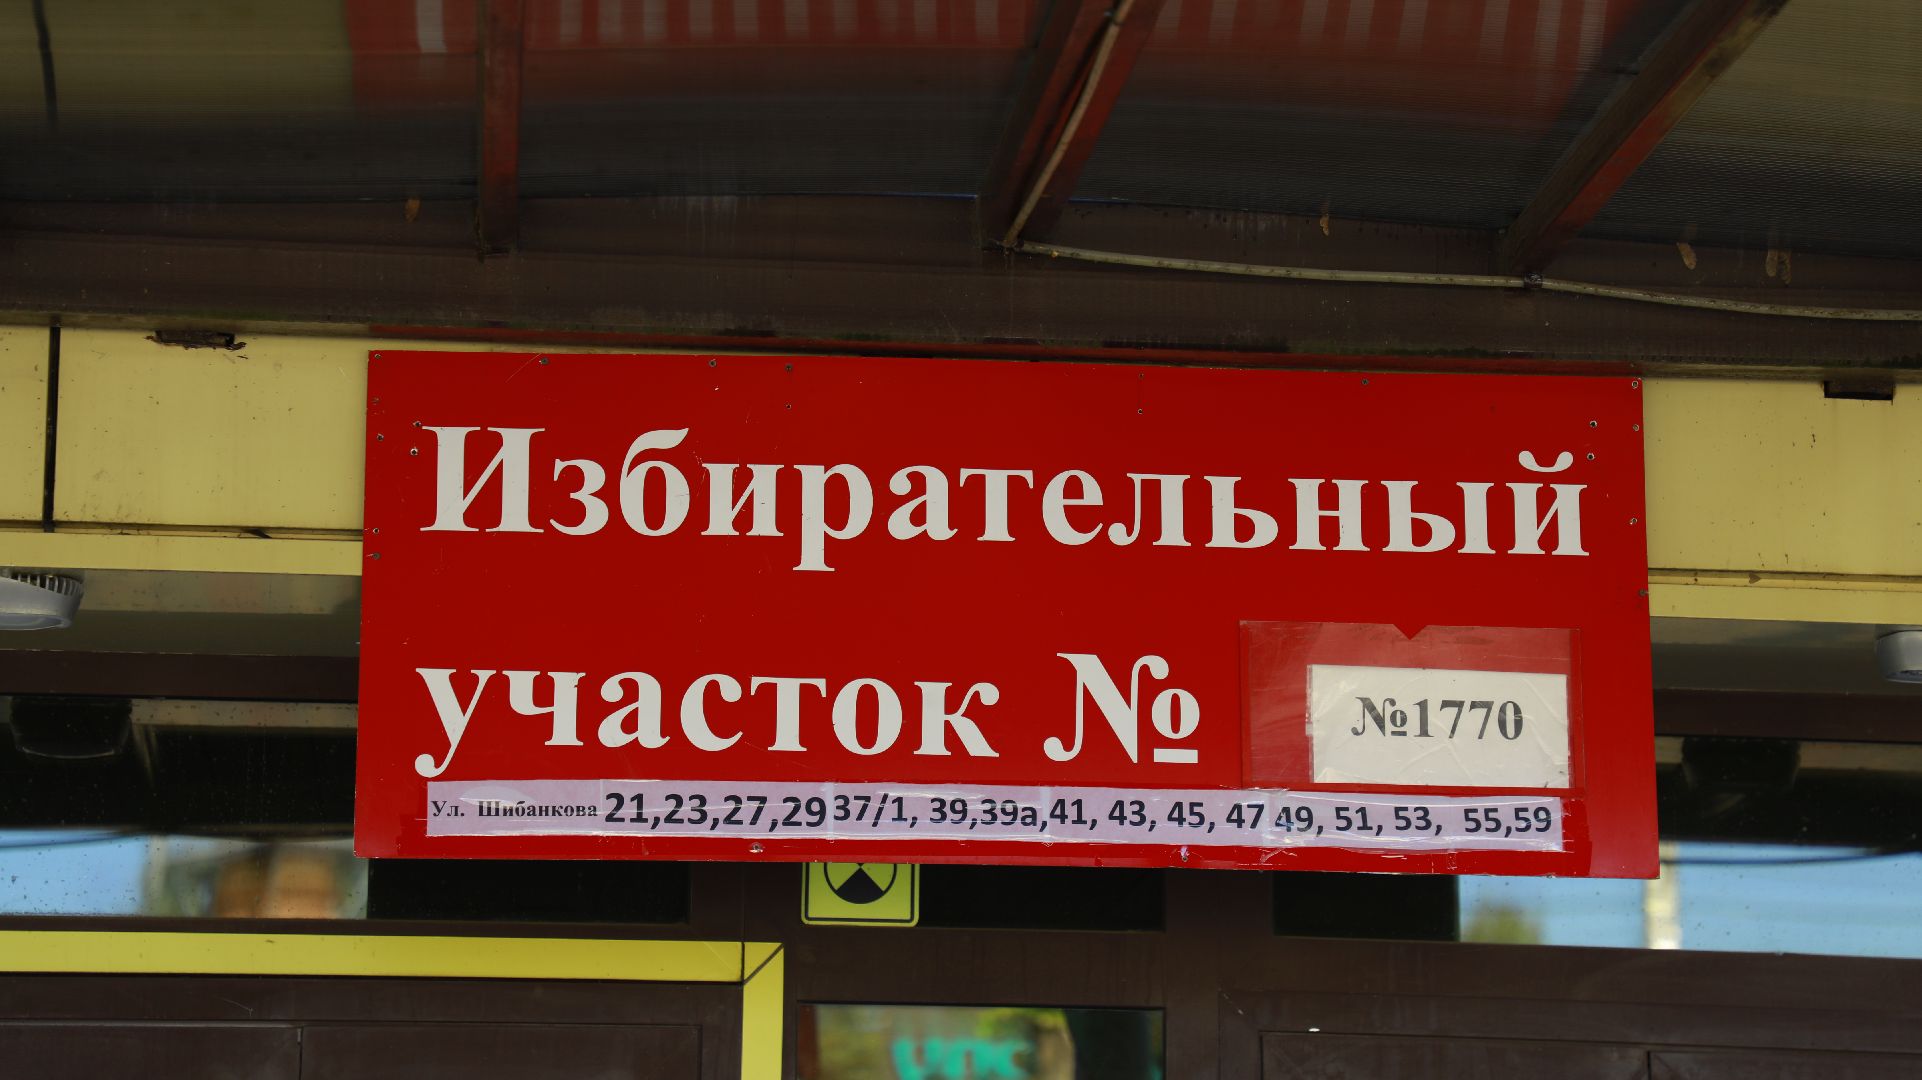 Избирательный
участок № №1770
Ул. Шибанкова 21,23,27,29 37/1, 39,39а,41, 43, 45, 47 49, 51, 53, 55,59